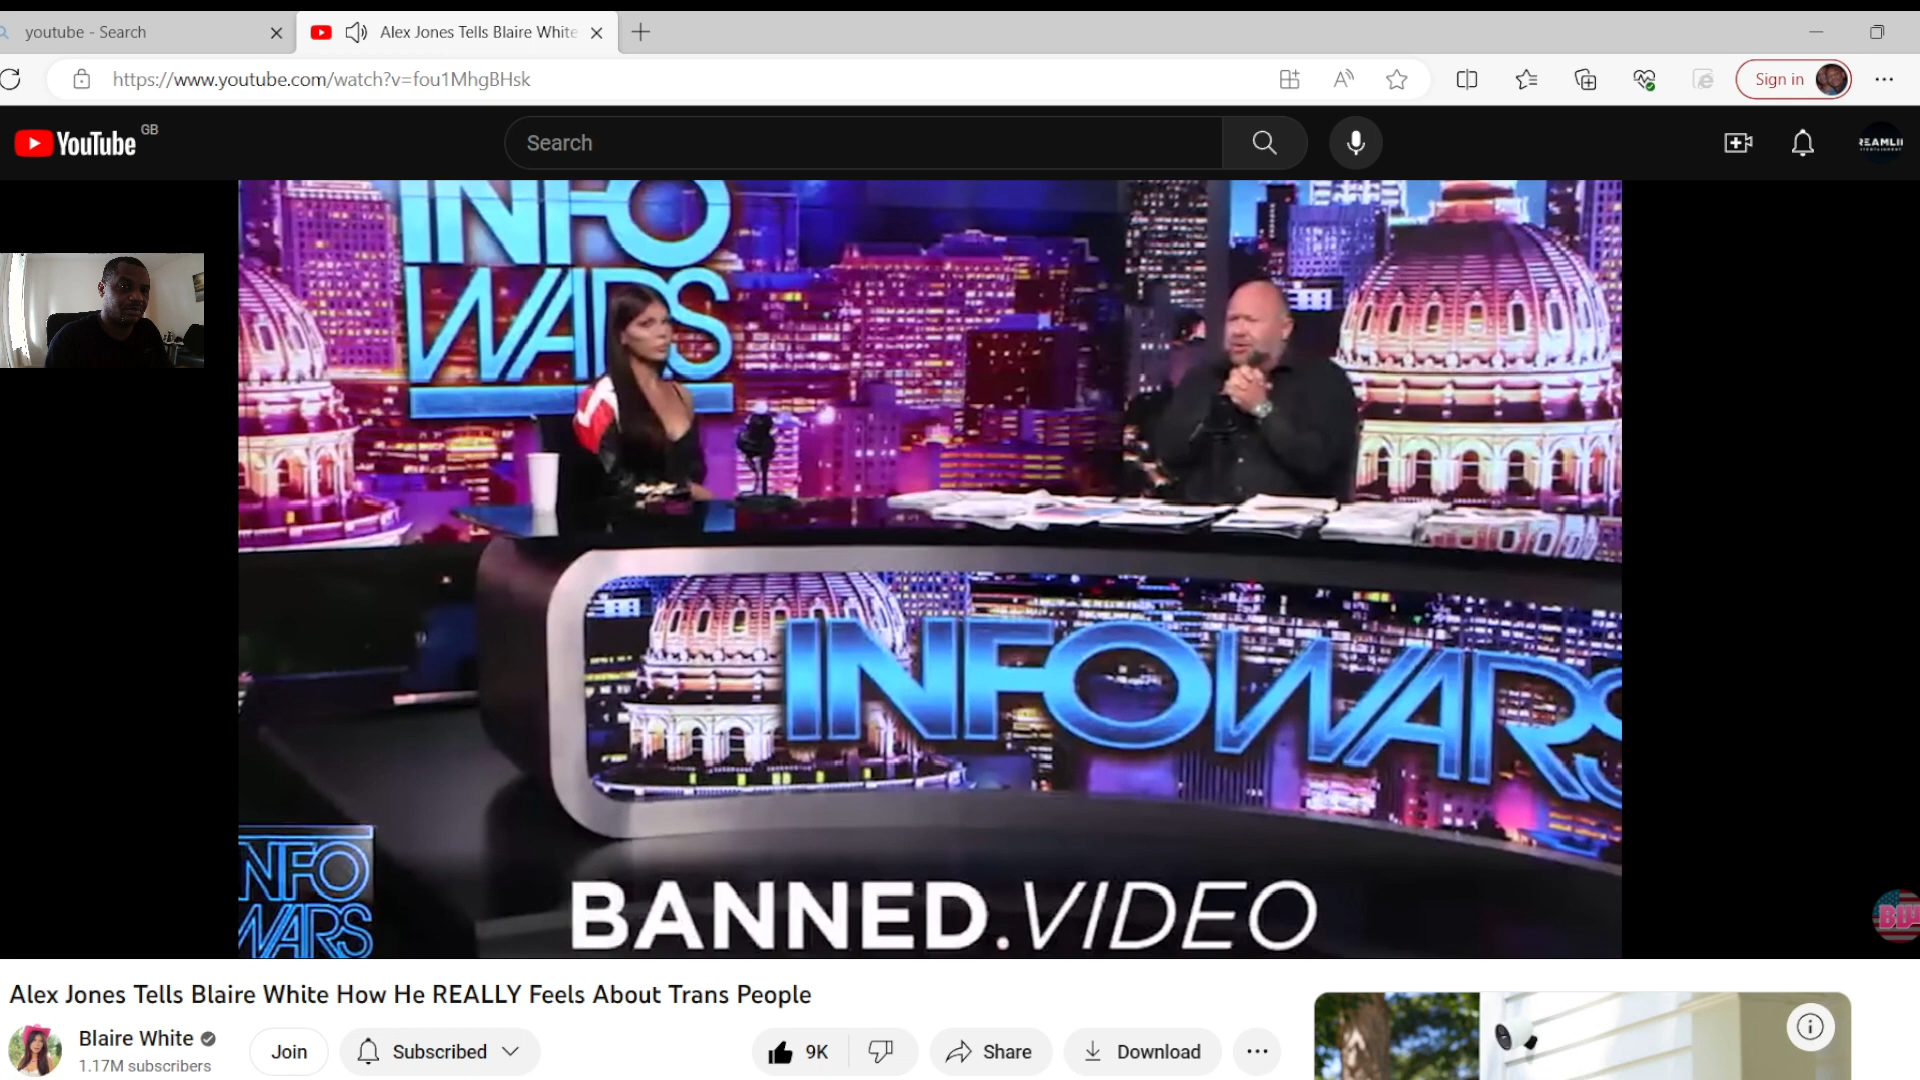 youtube - Search
Alex Jones Tells Blaire White
https://www.youtube.com/watch?v=fou1MhgBHsk
Sign in
YouTube GB
Search
REAMLII
INFO
WARS
INFOWARS
NFO
WARS
BANNED.VIDEO
Alex Jones Tells Blaire White How He REALLY Feels About Trans People
Blaire White
1.17M subscribers
Join
Subscribed
9K
Share
Download